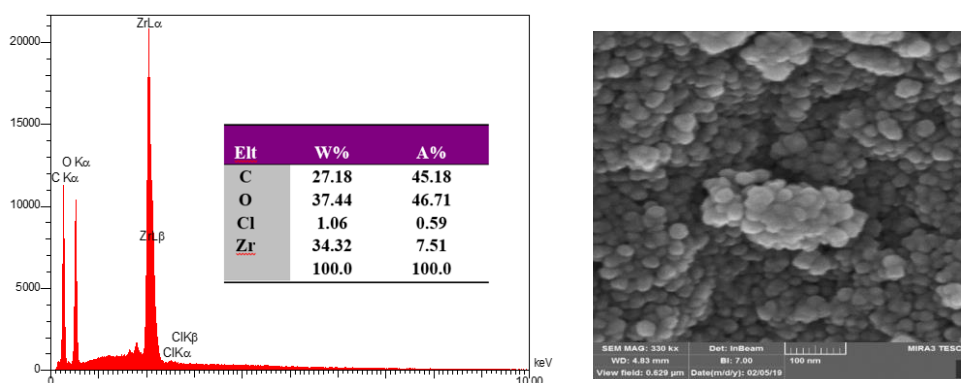 ZrLα
20000
15000
O Kα
C Kα
10000
ZrLβ
5000
ClKβ
ClKα
0
keV
0
Elt W% A%
C 27.18 45.18
O 37.44 46.71
Cl 1.06 0.59
Zr 34.32 7.51
100.0 100.0
SEM MAG: 330 kx Det: InBeam MIRA3 TESC
WD: 4.83 mm BI: 7.00 100 nm
View field: 0.629 µm Date(m/d/y): 02/05/19